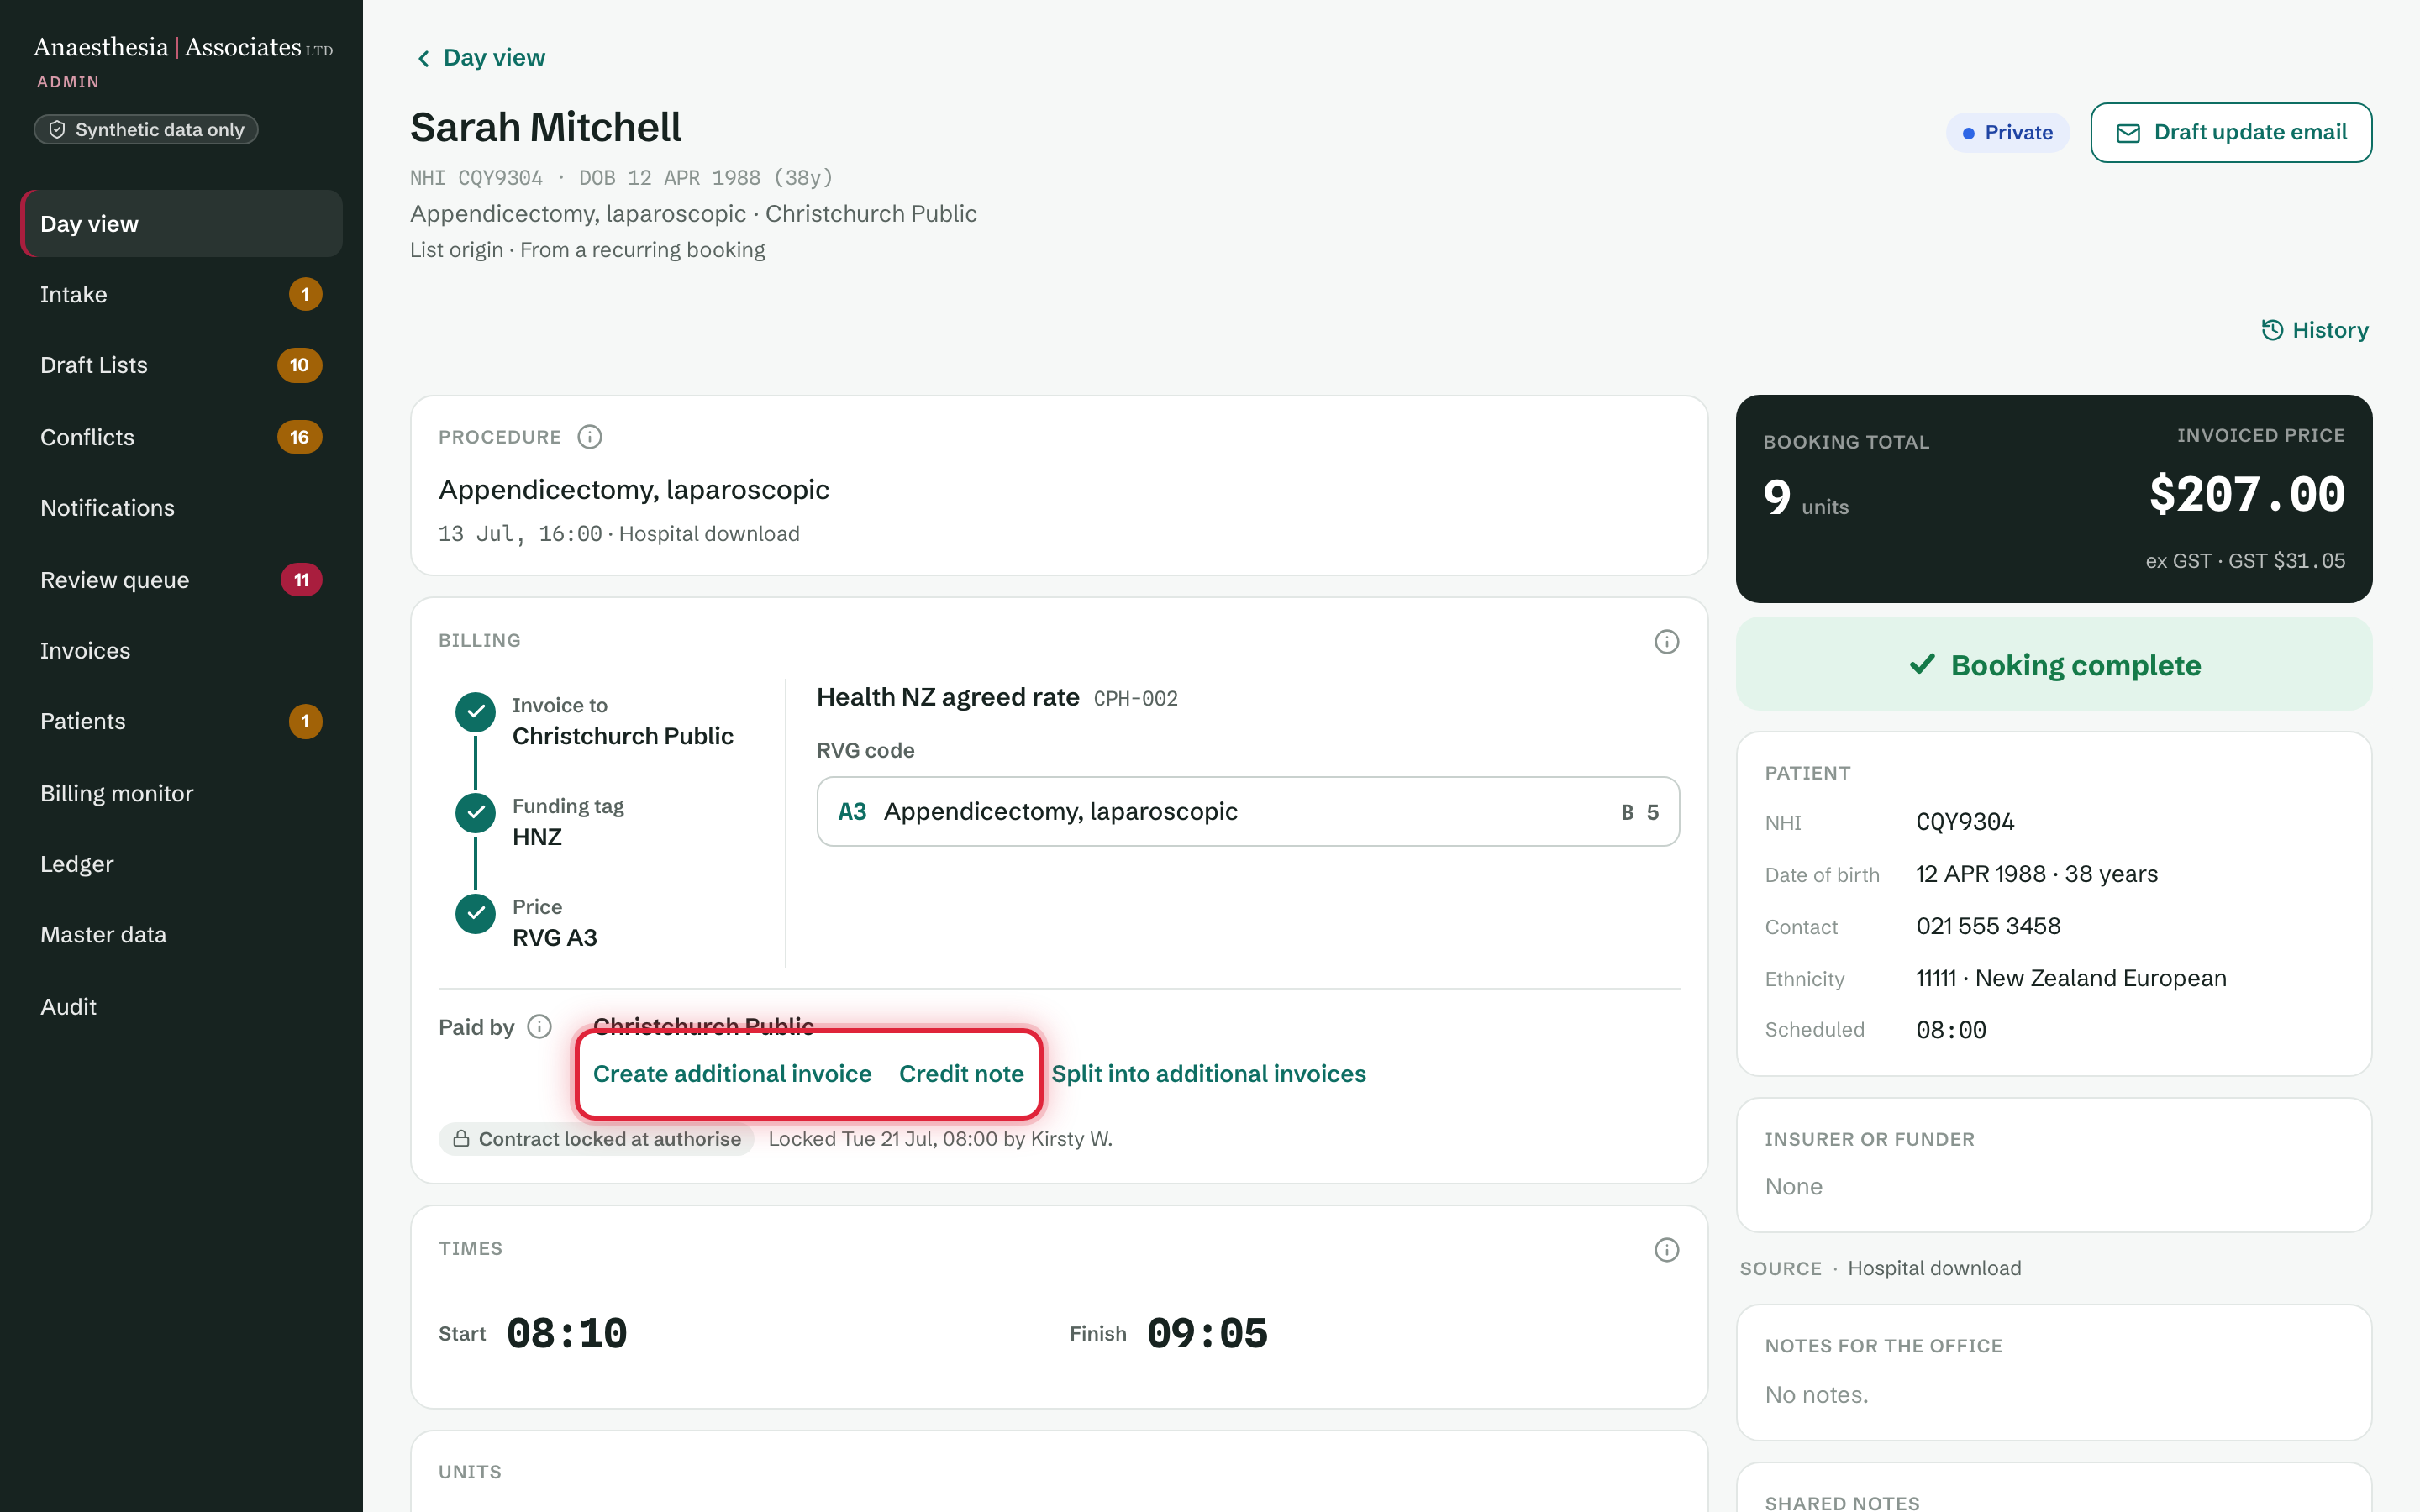 Anaesthesia | Associates LTD
ADMIN
Synthetic data only
Day view
Intake 1
Draft Lists 10
Conflicts 16
Notifications
Review queue 11
Invoices
Patients 1
Billing monitor
Ledger
Master data
Audit
Day view
Sarah Mitchell
NHI CQY9304 · DOB 12 APR 1988 (38y)
Appendicectomy, laparoscopic · Christchurch Public
List origin · From a recurring booking
Private
Draft update email
History
PROCEDURE
Appendicectomy, laparoscopic
13 Jul, 16:00 · Hospital download
BILLING
Invoice to
Christchurch Public
Funding tag
HNZ
Price
RVG A3
Health NZ agreed rate CPH-002
RVG code
A3 Appendicectomy, laparoscopic B 5
Paid by Christchurch Public
Create additional invoice Credit note Split into additional invoices
Contract locked at authorise Locked Tue 21 Jul, 08:00 by Kirsty W.
TIMES
Start 08:10 Finish 09:05
UNITS
BOOKING TOTAL
9 units
INVOICED PRICE
$207.00
ex GST · GST $31.05
Booking complete
PATIENT
NHI CQY9304
Date of birth 12 APR 1988 · 38 years
Contact 021 555 3458
Ethnicity 11111 · New Zealand European
Scheduled 08:00
INSURER OR FUNDER
None
SOURCE · Hospital download
NOTES FOR THE OFFICE
No notes.
SHARED NOTES